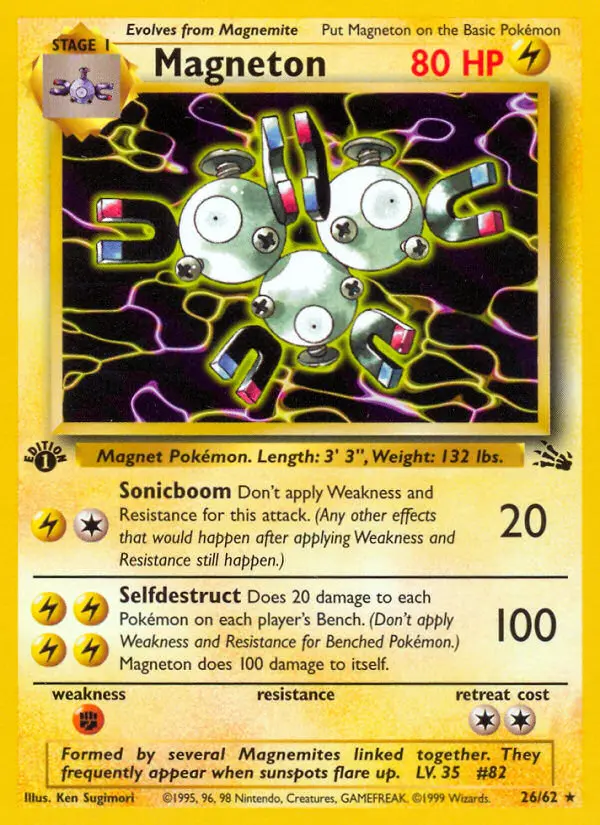 Evolves from Magnemite Put Magneton on the Basic Pokémon
STAGE 1
Magneton 80 HP
EDITION
1
Magnet Pokémon. Length: 3' 3", Weight: 132 lbs.
Sonicboom Don't apply Weakness and
Resistance for this attack. (Any other effects
that would happen after applying Weakness and
Resistance still happen.)
20
Selfdestruct Does 20 damage to each
Pokémon on each player's Bench. (Don't apply
Weakness and Resistance for Benched Pokémon.)
Magneton does 100 damage to itself.
100
weakness resistance retreat cost
Formed by several Magnemites linked together. They
frequently appear when sunspots flare up. LV. 35 #82
Illus. Ken Sugimori ©1995, 96, 98 Nintendo, Creatures, GAMEFREAK. ©1999 Wizards. 26/62 ★